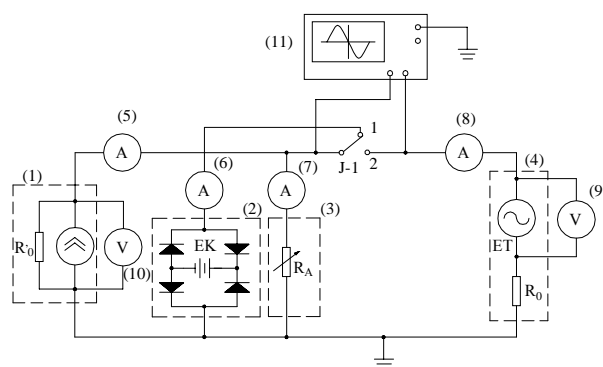 (11)
(5)
(8)
1
A
A
(6)
(7)
J-1
2
(4)
(9
(1)
A
A
(2)
(3)
V
R'0
V
EK
ET
(10)
RA
R0